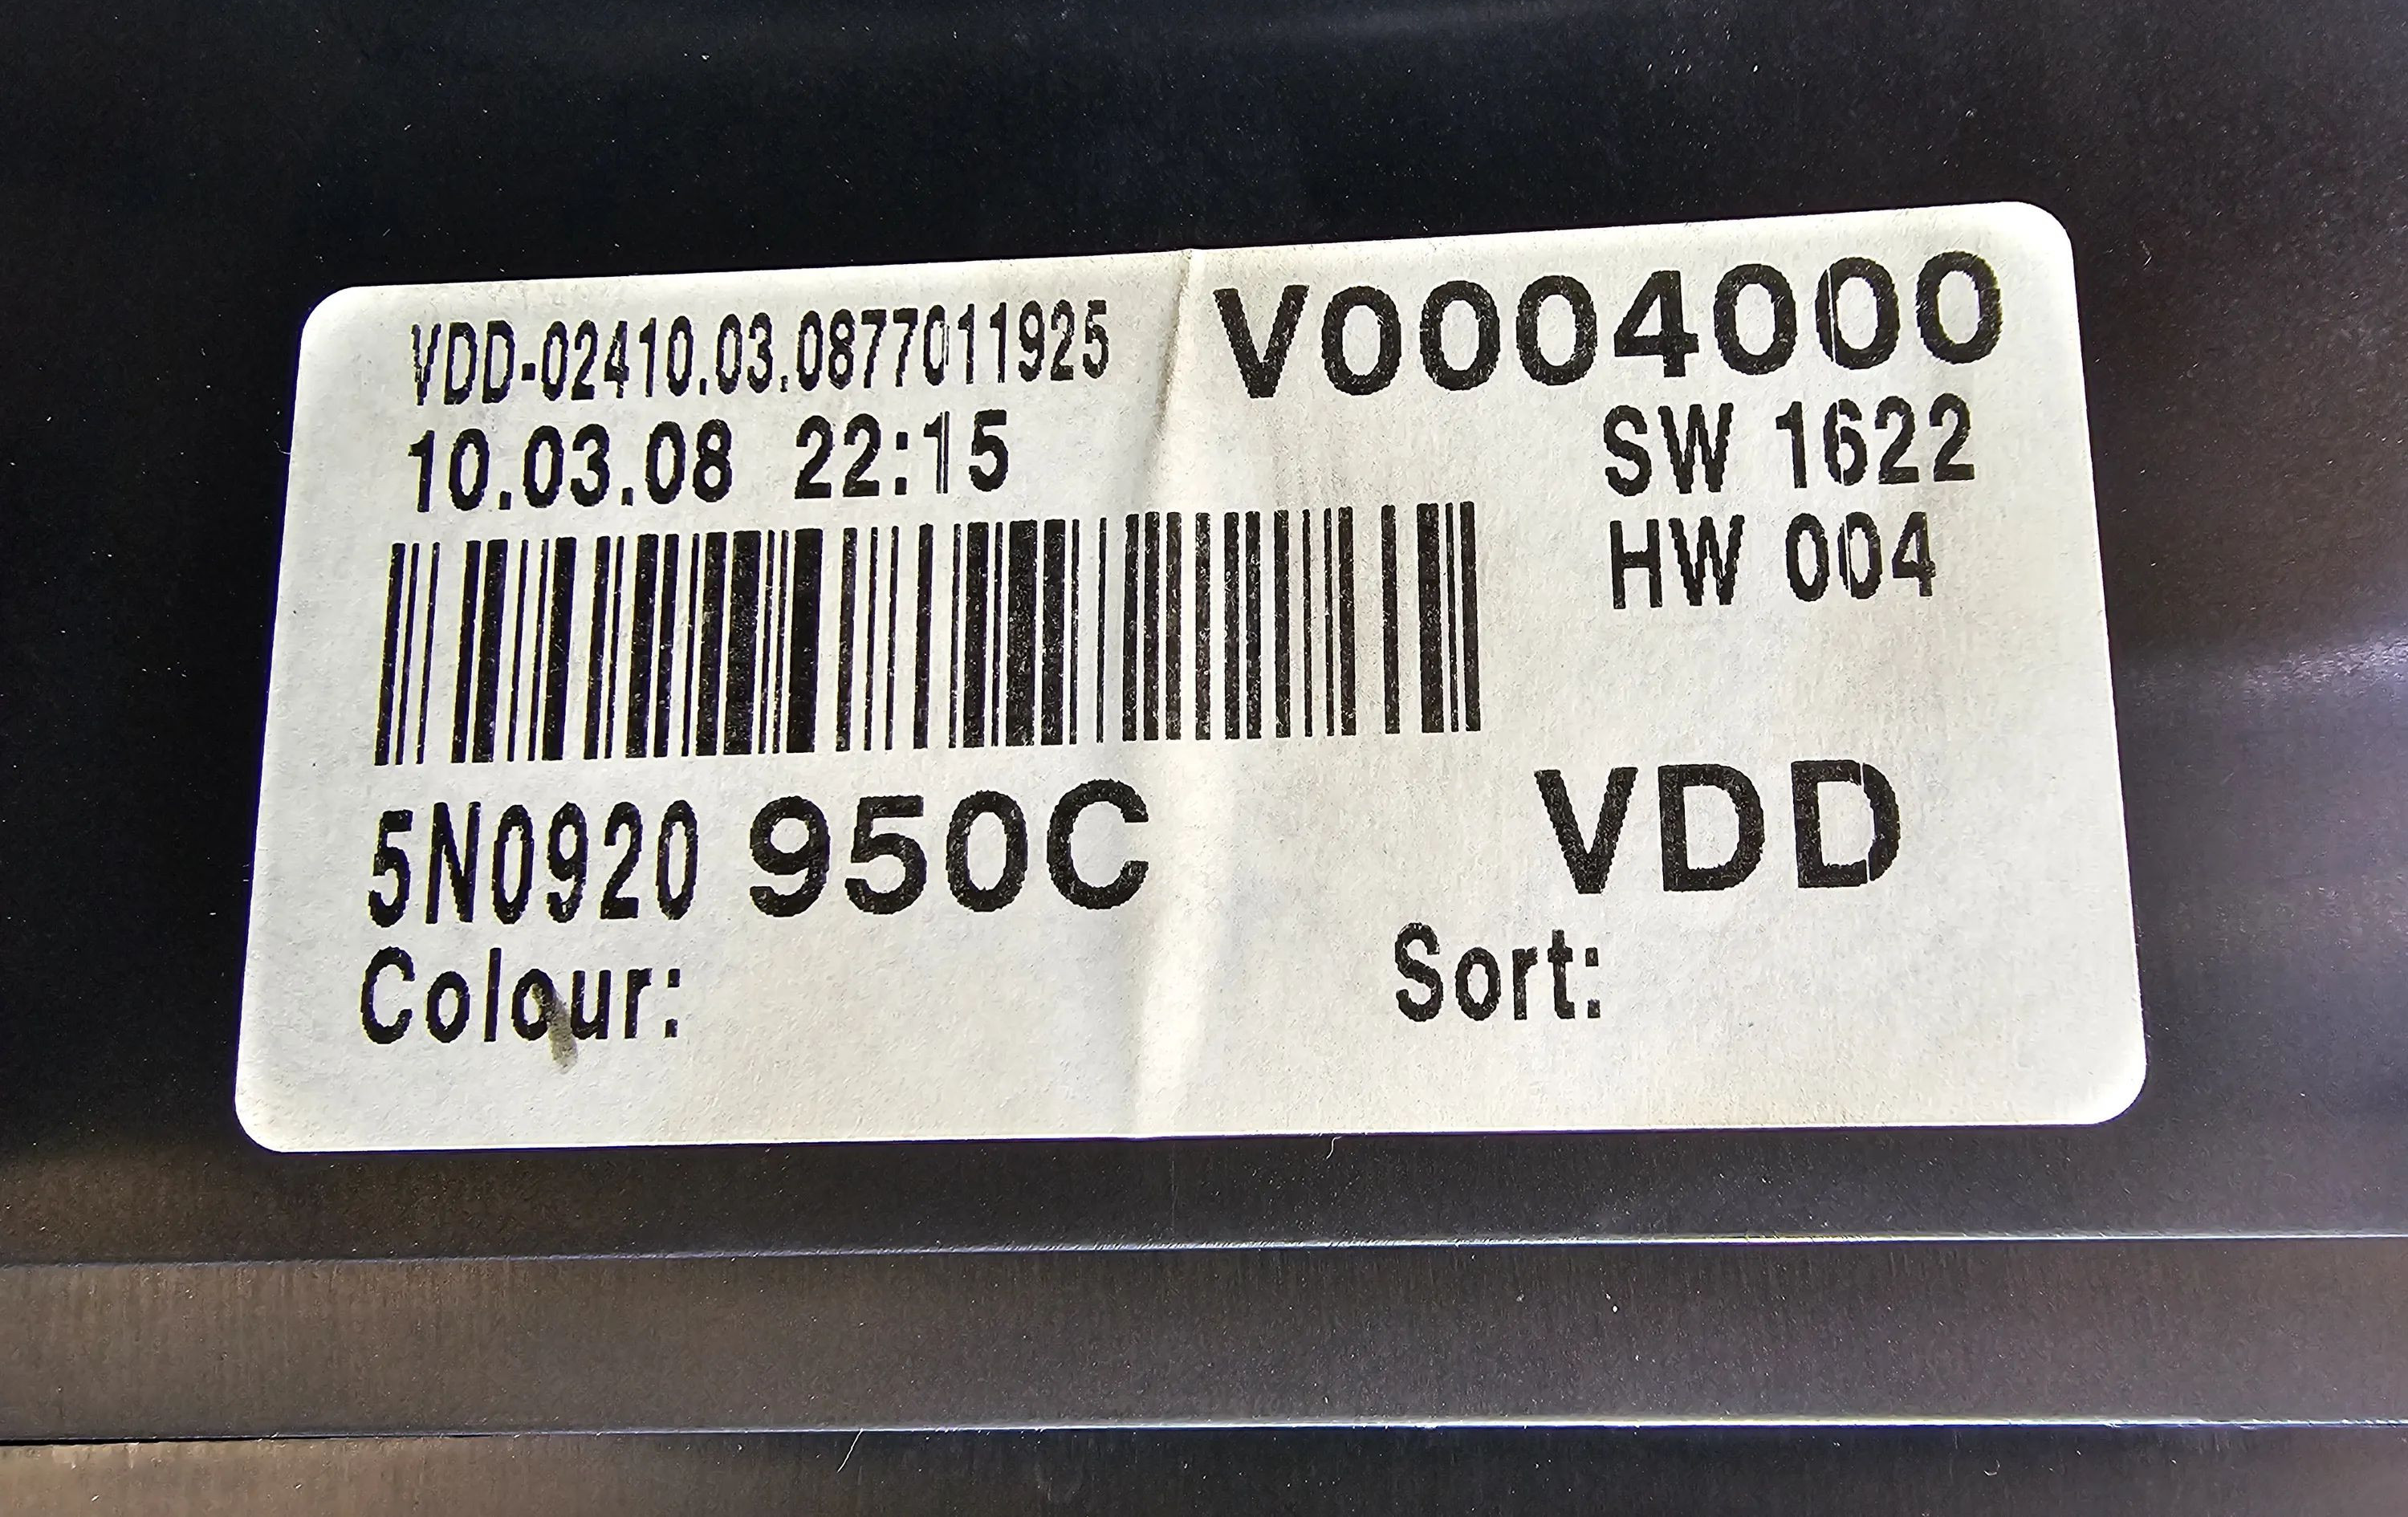 VDD-02410.03.0877011925
V0004000
10.03.08 22:15
SW 1622
HW 004
5N0920 950C
VDD
Colour:
Sort: